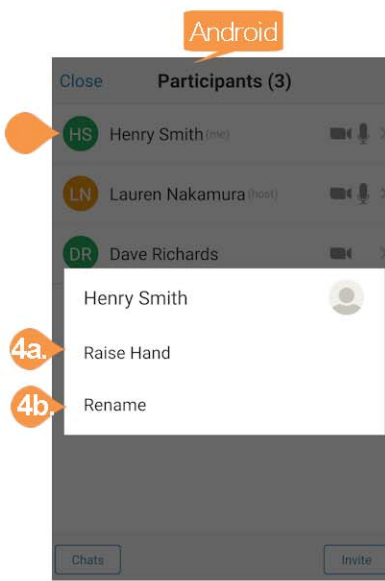 Android
Close Participants (3)
HS Henry Smith (me)
LN Lauren Nakamura (host)
DR Dave Richards
Henry Smith
4a. Raise Hand
4b. Rename
Chats Invite